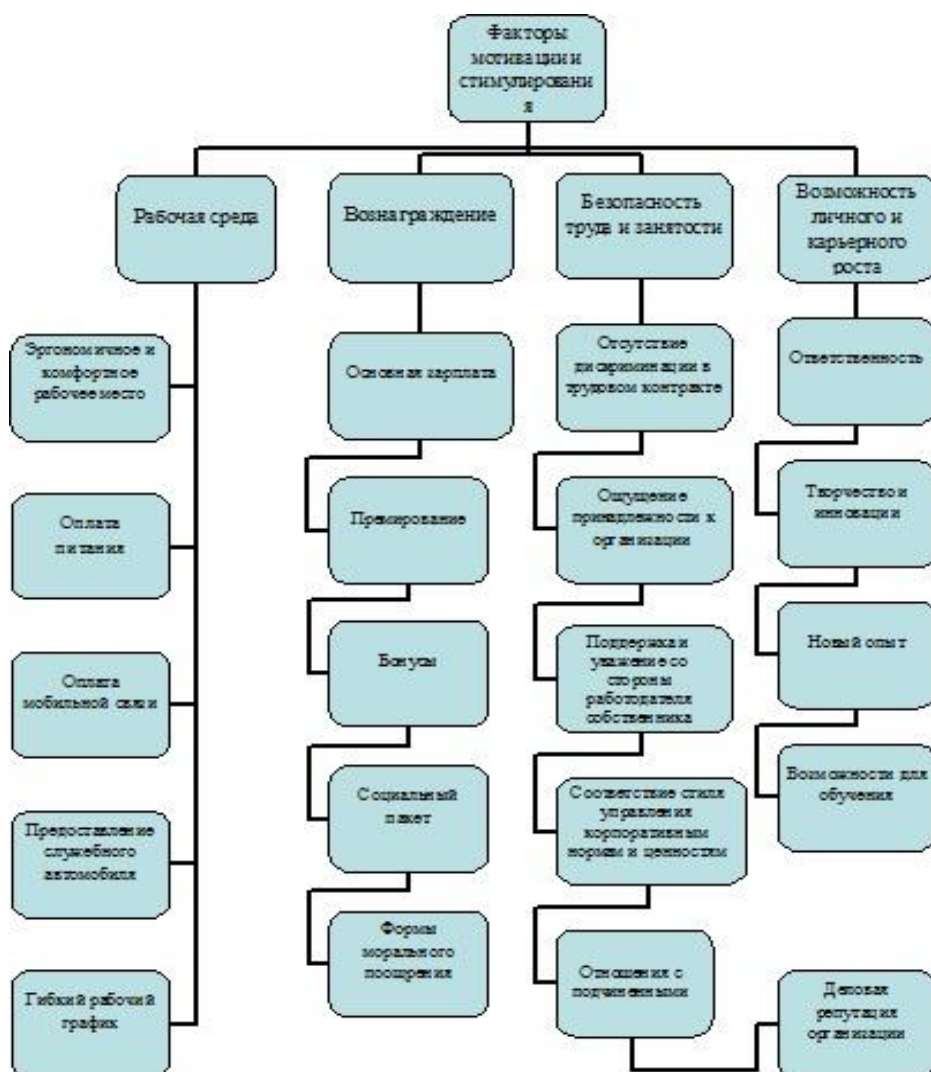 Факторы
мотивации и
стимулировани
я
Рабочая среда
Вознаграждение
Безопасность
труда и занятости
Возможность
личного и
карьерного
роста
Эргономичное и
комфортное
рабочее место
Оплата
питания
Оплата
мобильной связи
Предоставление
служебного
автомобиля
Гибкий рабочий
график
Основная зарплата
Премирование
Бонусы
Социальный
пакет
Формы
морального
поощрения
Отсутствие
дискриминации в
трудовом контракте
Ощущение
принадлежности к
организации
Поддержка и
уважение со
стороны
работодателя
собственника
Соответствие стиля
управления
корпоративным
нормам и ценностям
Отношения с
подчиненными
Деловая
репутация
организации
Ответственность
Творчество и
инновации
Новый опыт
Возможности для
обучения